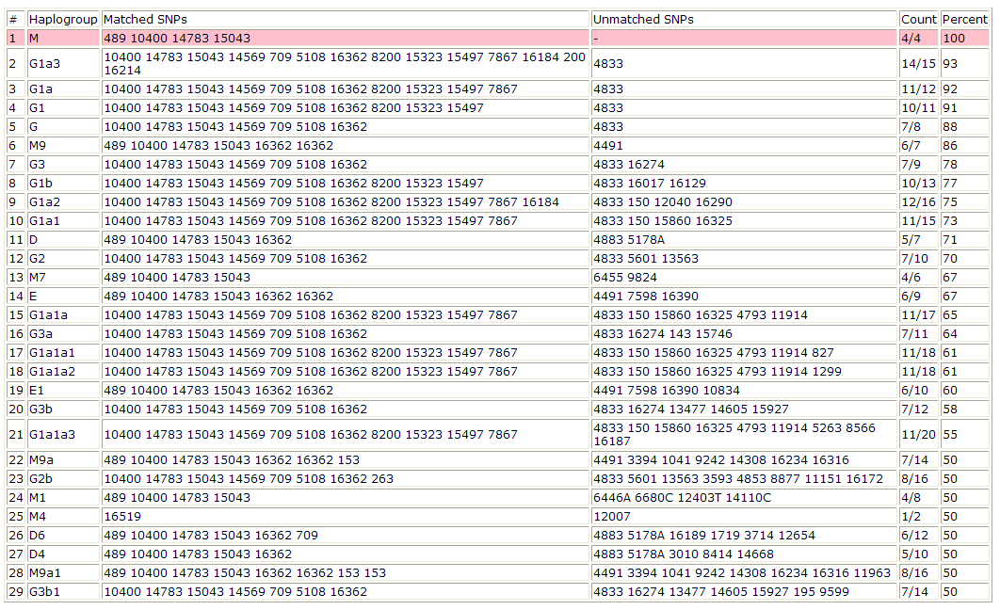 # Haplogroup Matched SNPs Unmatched SNPs Count Percent
1 M 489 10400 14783 15043 - 4/4 100
2 G1a3 10400 14783 15043 14569 709 5108 16362 8200 15323 15497 7867 16184 200 4833 14/15 93
16214
3 G1a 10400 14783 15043 14569 709 5108 16362 8200 15323 15497 7867 4833 11/12 92
4 G1 10400 14783 15043 14569 709 5108 16362 8200 15323 15497 4833 10/11 91
5 G 10400 14783 15043 14569 709 5108 16362 4833 7/8 88
6 M9 489 10400 14783 15043 16362 16362 4491 6/7 86
7 G3 10400 14783 15043 14569 709 5108 16362 4833 16274 7/9 78
8 G1b 10400 14783 15043 14569 709 5108 16362 8200 15323 15497 4833 16017 16129 10/13 77
9 G1a2 10400 14783 15043 14569 709 5108 16362 8200 15323 15497 7867 16184 4833 150 12040 16290 12/16 75
10 G1a1 10400 14783 15043 14569 709 5108 16362 8200 15323 15497 7867 4833 150 15860 16325 11/15 73
11 D 489 10400 14783 15043 16362 4883 5178A 5/7 71
12 G2 10400 14783 15043 14569 709 5108 16362 4833 5601 13563 7/10 70
13 M7 489 10400 14783 15043 6455 9824 4/6 67
14 E 489 10400 14783 15043 16362 16362 4491 7598 16390 6/9 67
15 G1a1a 10400 14783 15043 14569 709 5108 16362 8200 15323 15497 7867 4833 150 15860 16325 4793 11914 11/17 65
16 G3a 10400 14783 15043 14569 709 5108 16362 4833 16274 143 15746 7/11 64
17 G1a1a1 10400 14783 15043 14569 709 5108 16362 8200 15323 15497 7867 4833 150 15860 16325 4793 11914 827 11/18 61
18 G1a1a2 10400 14783 15043 14569 709 5108 16362 8200 15323 15497 7867 4833 150 15860 16325 4793 11914 1299 11/18 61
19 E1 489 10400 14783 15043 16362 16362 4491 7598 16390 10834 6/10 60
20 G3b 10400 14783 15043 14569 709 5108 16362 4833 16274 13477 14605 15927 7/12 58
21 G1a1a3 10400 14783 15043 14569 709 5108 16362 8200 15323 15497 7867 4833 150 15860 16325 4793 11914 5263 8566 11/20 55
16187
22 M9a 489 10400 14783 15043 16362 16362 153 4491 3394 1041 9242 14308 16234 16316 7/14 50
23 G2b 10400 14783 15043 14569 709 5108 16362 263 4833 5601 13563 3593 4853 8877 11151 16172 8/16 50
24 M1 489 10400 14783 15043 6446A 6680C 12403T 14110C 4/8 50
25 M4 16519 12007 1/2 50
26 D6 489 10400 14783 15043 16362 709 4883 5178A 16189 1719 3714 12654 6/12 50
27 D4 489 10400 14783 15043 16362 4883 5178A 3010 8414 14668 5/10 50
28 M9a1 489 10400 14783 15043 16362 16362 153 153 4491 3394 1041 9242 14308 16234 16316 11963 8/16 50
29 G3b1 10400 14783 15043 14569 709 5108 16362 4833 16274 13477 14605 15927 195 9599 7/14 50